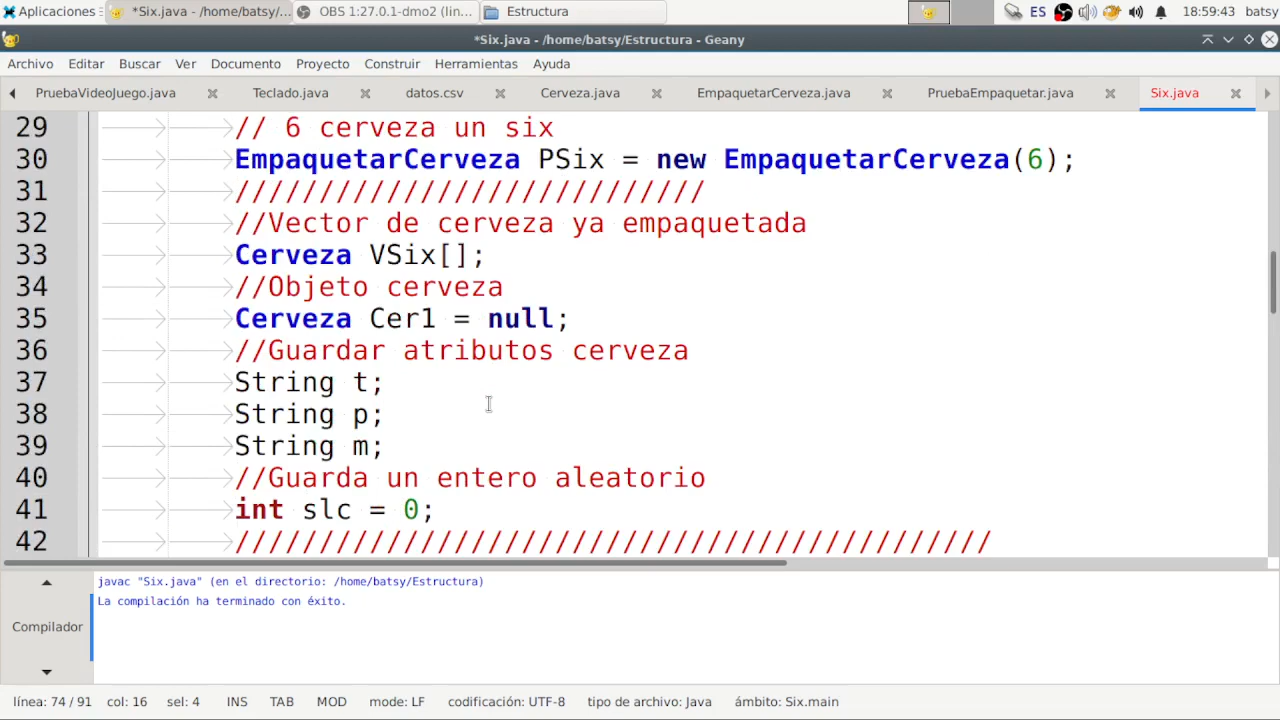 Aplicaciones *Six.java - /home/batsy/... OBS 1:27.0.1-dmo2 (lin... Estructura ES 18:59:43 batsy
*Six.java - /home/batsy/Estructura - Geany
Archivo Editar Buscar Ver Documento Proyecto Construir Herramientas Ayuda
PruebaVideoJuego.java Teclado.java datos.csv Cerveza.java EmpaquetarCerveza.java PruebaEmpaquetar.java Six.java
29 // 6 cerveza un six
30 EmpaquetarCerveza PSix = new EmpaquetarCerveza(6);
31 ////////////////////////////
32 //Vector de cerveza ya empaquetada
33 Cerveza VSix[];
34 //Objeto cerveza
35 Cerveza Cer1 = null;
36 //Guardar atributos cerveza
37 String t;
38 String p;
39 String m;
40 //Guarda un entero aleatorio
41 int slc = 0;
42 /////////////////////////////////////////////
javac "Six.java" (en el directorio: /home/batsy/Estructura)
La compilación ha terminado con éxito.
Compilador
línea: 74 / 91 col: 16 sel: 4 INS TAB MOD mode: LF codificación: UTF-8 tipo de archivo: Java ámbito: Six.main